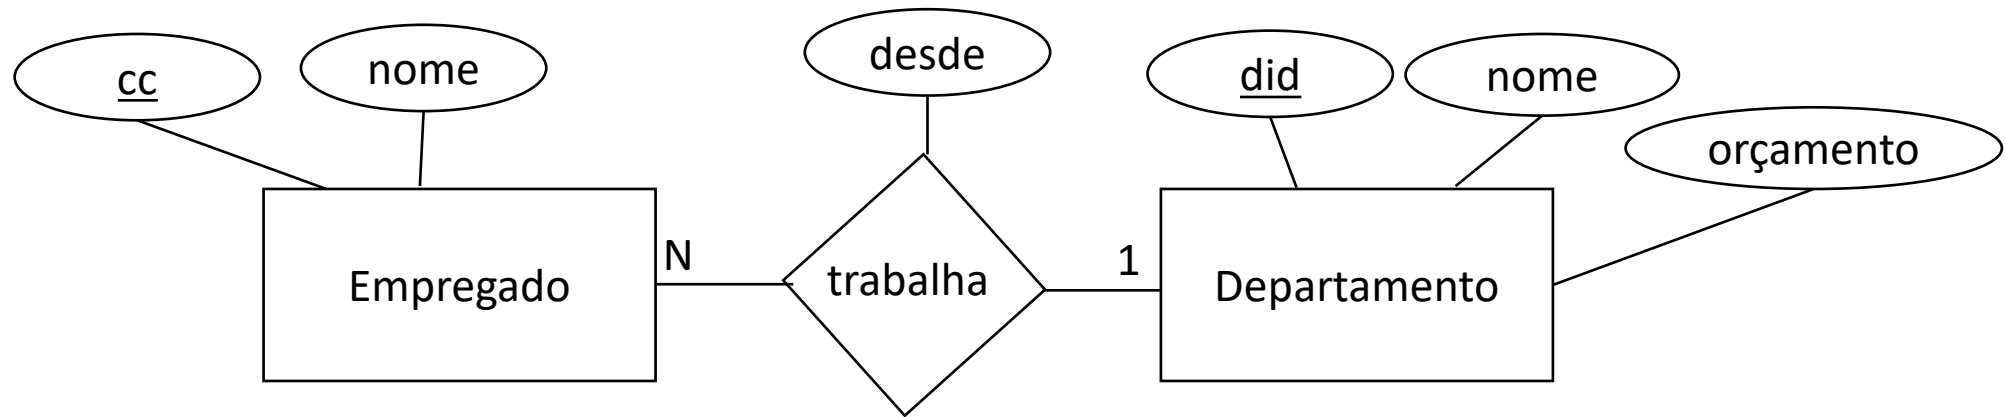 cc
nome
desde
did
nome
orçamento
Empregado
N
trabalha
1
Departamento